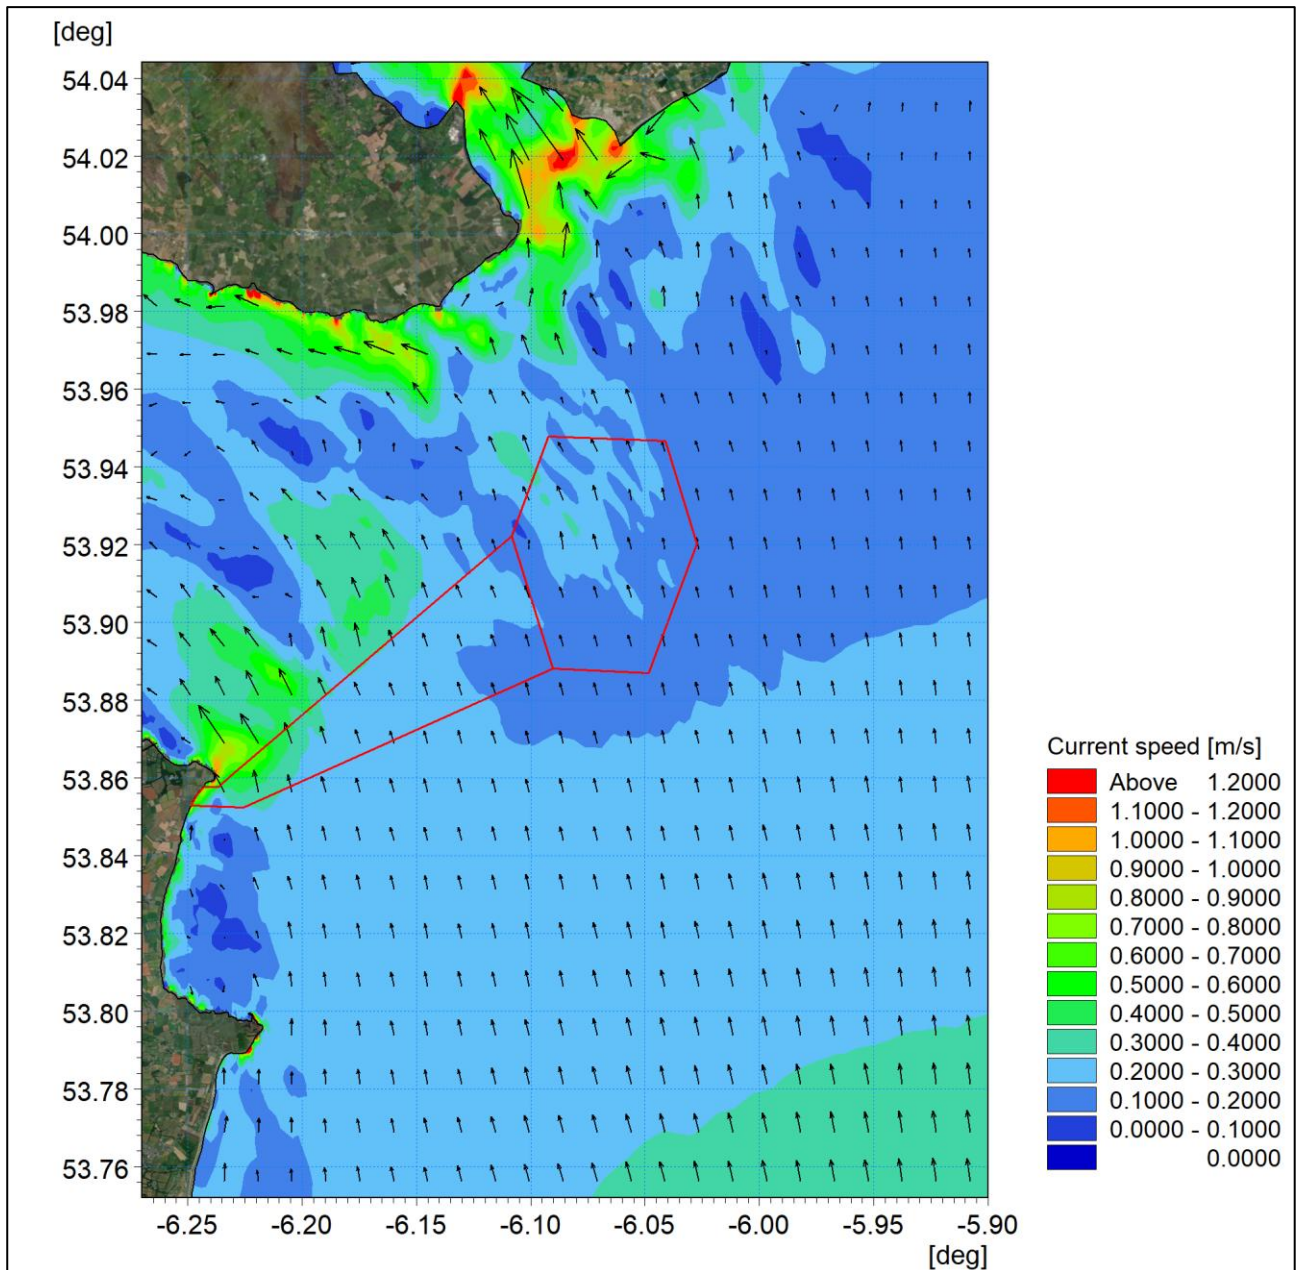 [deg]
54.04
54.02
54.00
53.98
53.96
53.94
53.92
53.90
53.88
53.86
53.84
53.82
53.80
53.78
53.76
-6.25 -6.20 -6.15 -6.10 -6.05 -6.00 -5.95 -5.90
[deg]
Current speed [m/s]
Above 1.2000
1.1000 - 1.2000
1.0000 - 1.1000
0.9000 - 1.0000
0.8000 - 0.9000
0.7000 - 0.8000
0.6000 - 0.7000
0.5000 - 0.6000
0.4000 - 0.5000
0.3000 - 0.4000
0.2000 - 0.3000
0.1000 - 0.2000
0.0000 - 0.1000
0.0000